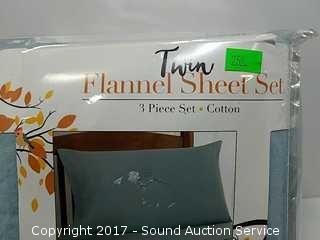 Twin
Flannel Sheet Set
3 Piece Set • Cotton
Copyright 2017 - Sound Auction Service